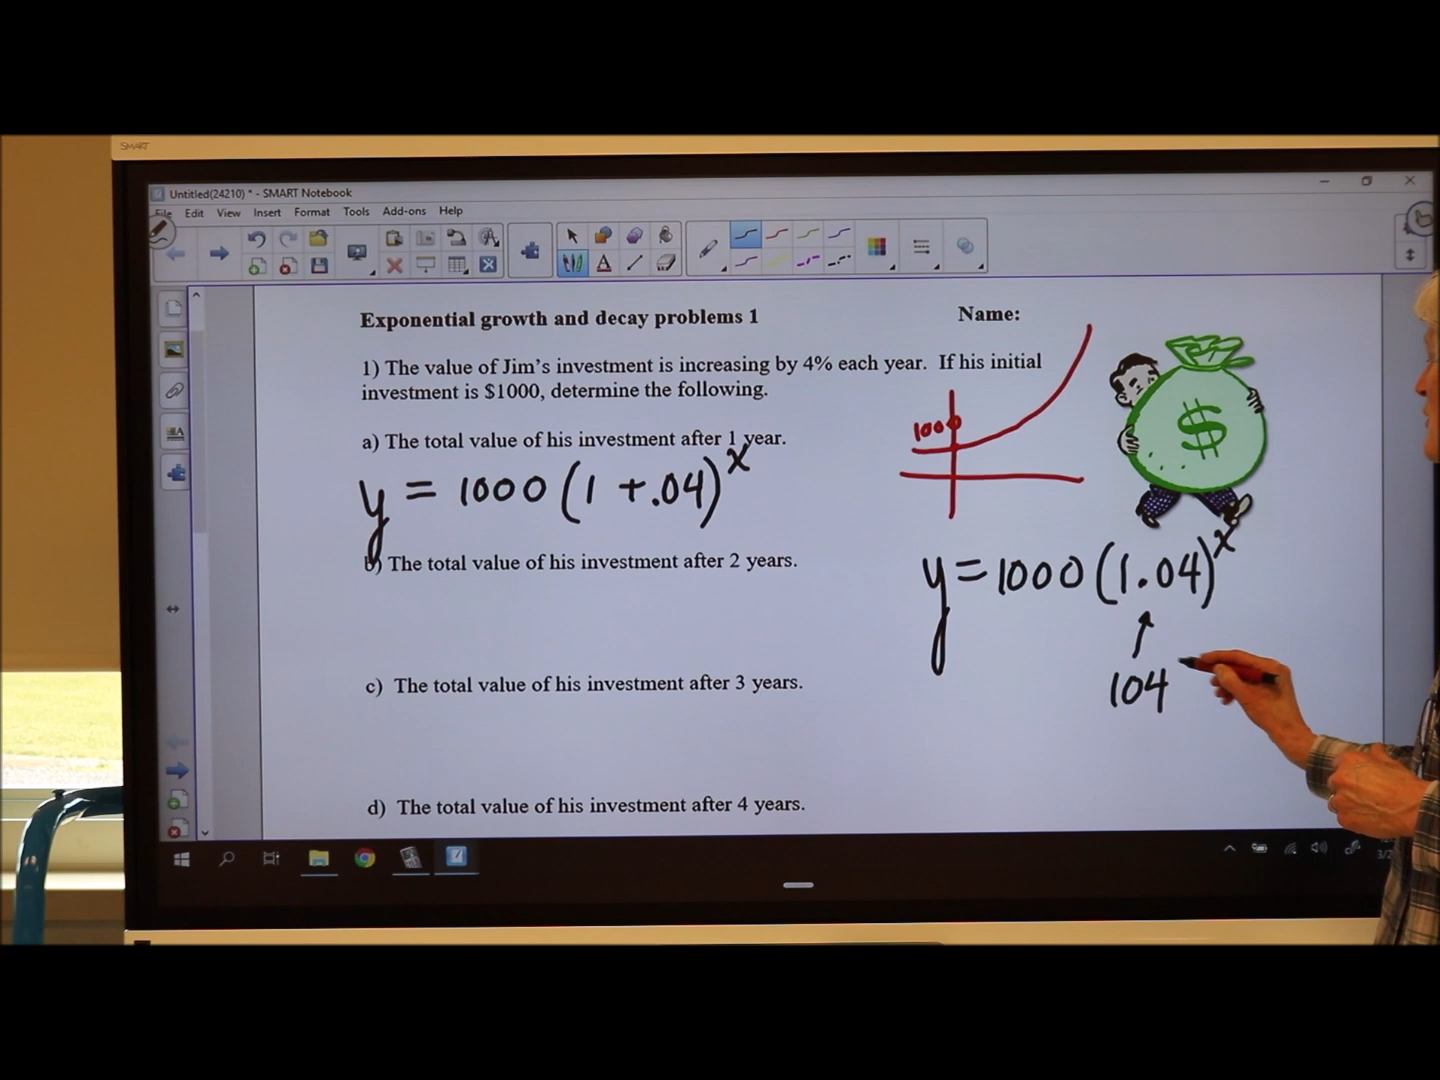 SMART
Untitled(24210) * - SMART Notebook
File Edit View Insert Format Tools Add-ons Help
Exponential growth and decay problems 1
Name:
1) The value of Jim's investment is increasing by 4% each year. If his initial
investment is $1000, determine the following.
1000
$
a) The total value of his investment after 1 year.
y = 1000 (1 + .04)^x
b) The total value of his investment after 2 years.
y = 1000 (1.04)^x
104
c) The total value of his investment after 3 years.
d) The total value of his investment after 4 years.